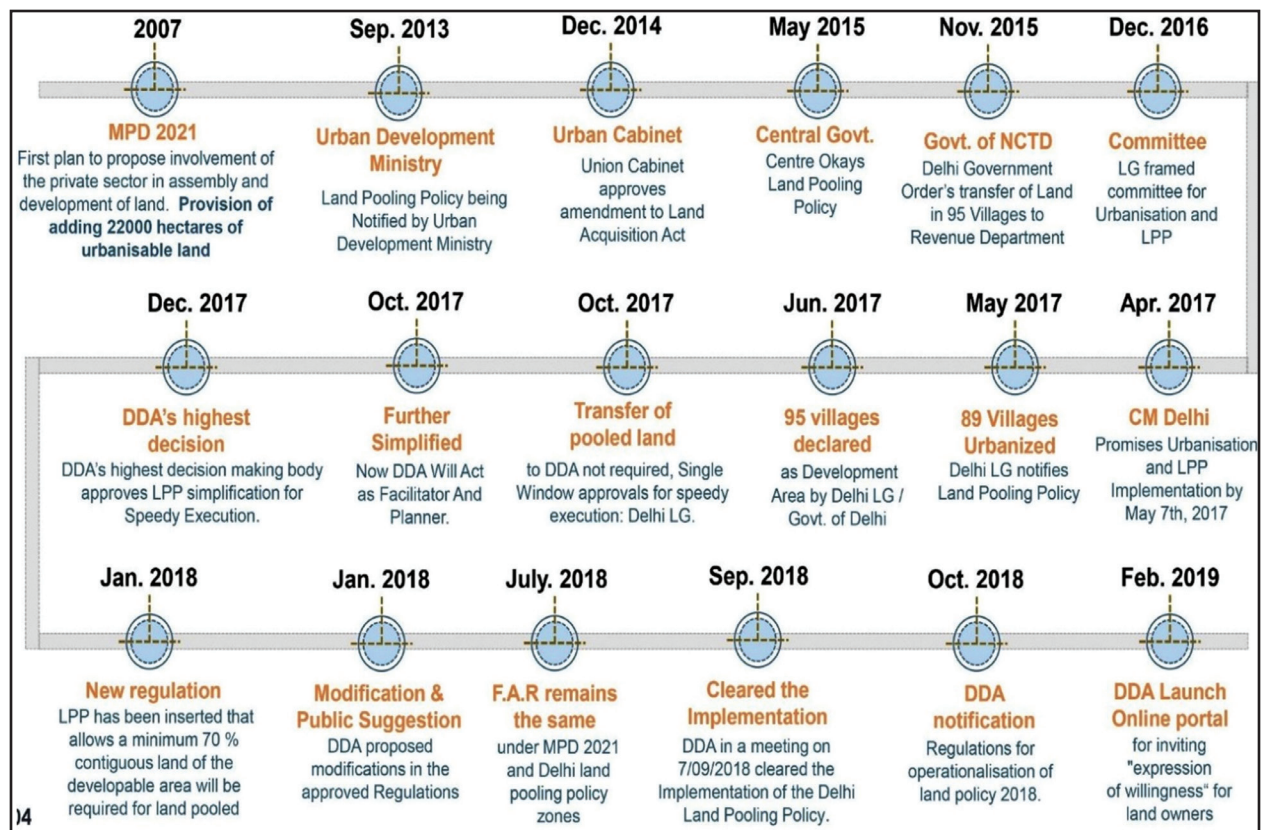 2007
MPD 2021
First plan to propose involvement of
the private sector in assembly and
development of land. Provision of
adding 22000 hectares of
urbanisable land
Sep. 2013
Urban Development
Ministry
Land Pooling Policy being
Notified by Urban
Development Ministry
Dec. 2014
Urban Cabinet
Union Cabinet
approves
amendment to Land
Acquisition Act
May 2015
Central Govt.
Centre Okays
Land Pooling
Policy
Nov. 2015
Govt. of NCTD
Delhi Government
Order's transfer of Land
in 95 Villages to
Revenue Department
Dec. 2016
Committee
LG framed
committee for
Urbanisation and
LPP
Dec. 2017
DDA's highest
decision
DDA's highest decision making body
approves LPP simplification for
Speedy Execution.
Oct. 2017
Further
Simplified
Now DDA Will Act
as Facilitator And
Planner.
Oct. 2017
Transfer of
pooled land
to DDA not required, Single
Window approvals for speedy
execution: Delhi LG.
Jun. 2017
95 villages
declared
as Development
Area by Delhi LG /
Govt. of Delhi
May 2017
89 Villages
Urbanized
Delhi LG notifies
Land Pooling Policy
Apr. 2017
CM Delhi
Promises Urbanisation
and LPP
Implementation by
May 7th, 2017
Jan. 2018
New regulation
LPP has been inserted that
allows a minimum 70 %
contiguous land of the
developable area will be
required for land pooled
Jan. 2018
Modification &
Public Suggestion
DDA proposed
modifications in the
approved Regulations
July. 2018
F.A.R remains
the same
under MPD 2021
and Delhi land
pooling policy
zones
Sep. 2018
Cleared the
Implementation
DDA in a meeting on
7/09/2018 cleared the
Implementation of the Delhi
Land Pooling Policy.
Oct. 2018
DDA
notification
Regulations for
operationalisation of
land policy 2018.
Feb. 2019
DDA Launch
Online portal
for inviting
"expression
of willingness" for
land owners